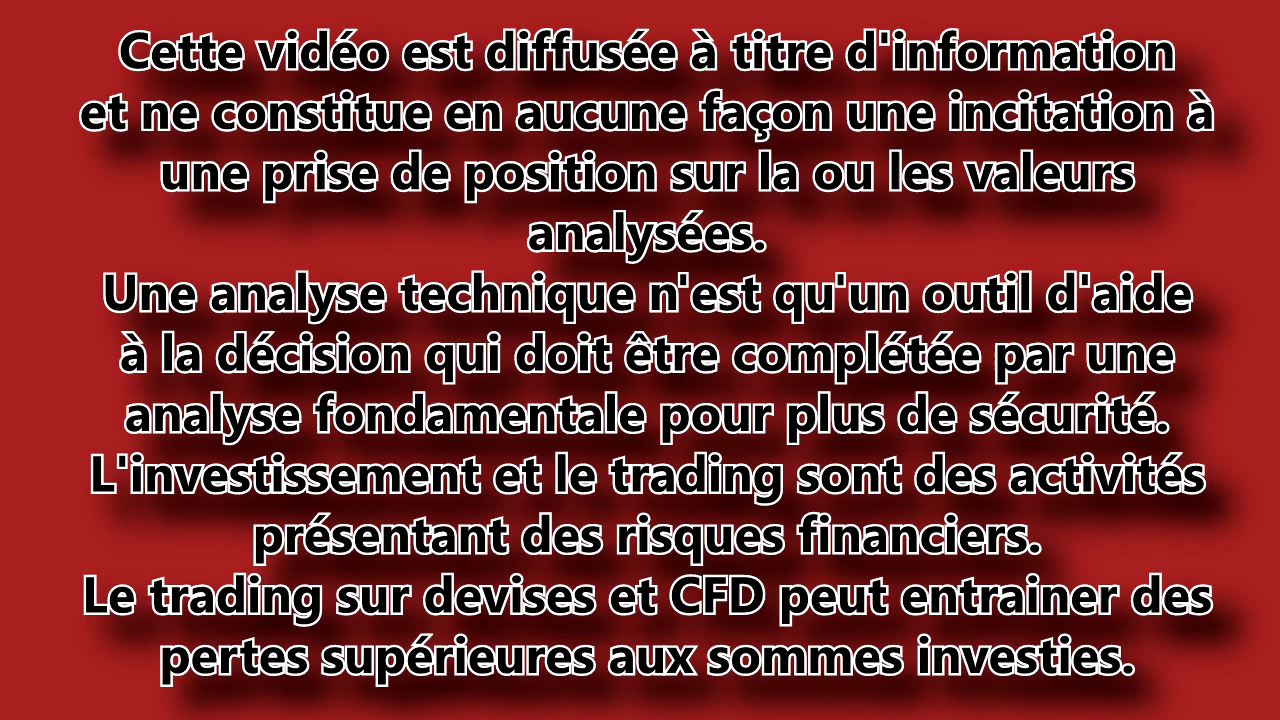 Cette vidéo est diffusée à titre d'information
et ne constitue en aucune façon une incitation à
une prise de position sur la ou les valeurs
analysées.
Une analyse technique n'est qu'un outil d'aide
à la décision qui doit être complétée par une
analyse fondamentale pour plus de sécurité.
L'investissement et le trading sont des activités
présentant des risques financiers.
Le trading sur devises et CFD peut entrainer des
pertes supérieures aux sommes investies.